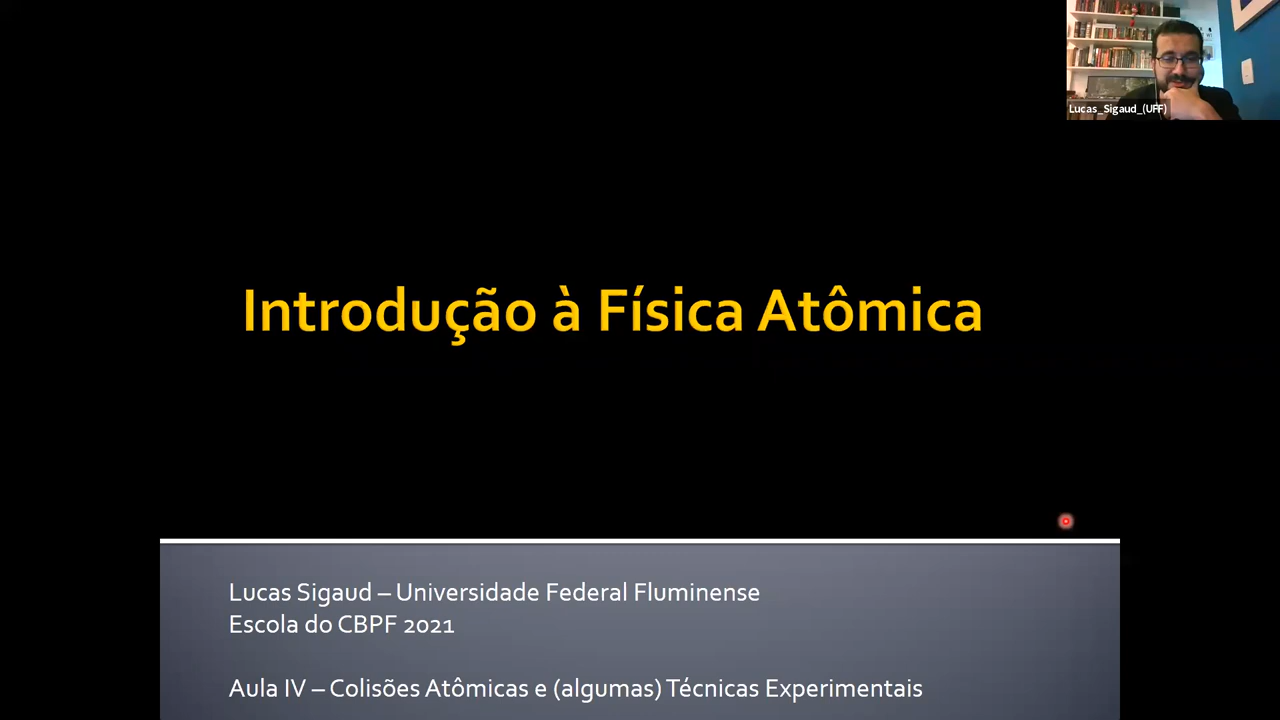 Lucas_Sigaud_(UFF)
Introdução à Física Atômica
Lucas Sigaud – Universidade Federal Fluminense
Escola do CBPF 2021
Aula IV – Colisões Atômicas e (algumas) Técnicas Experimentais